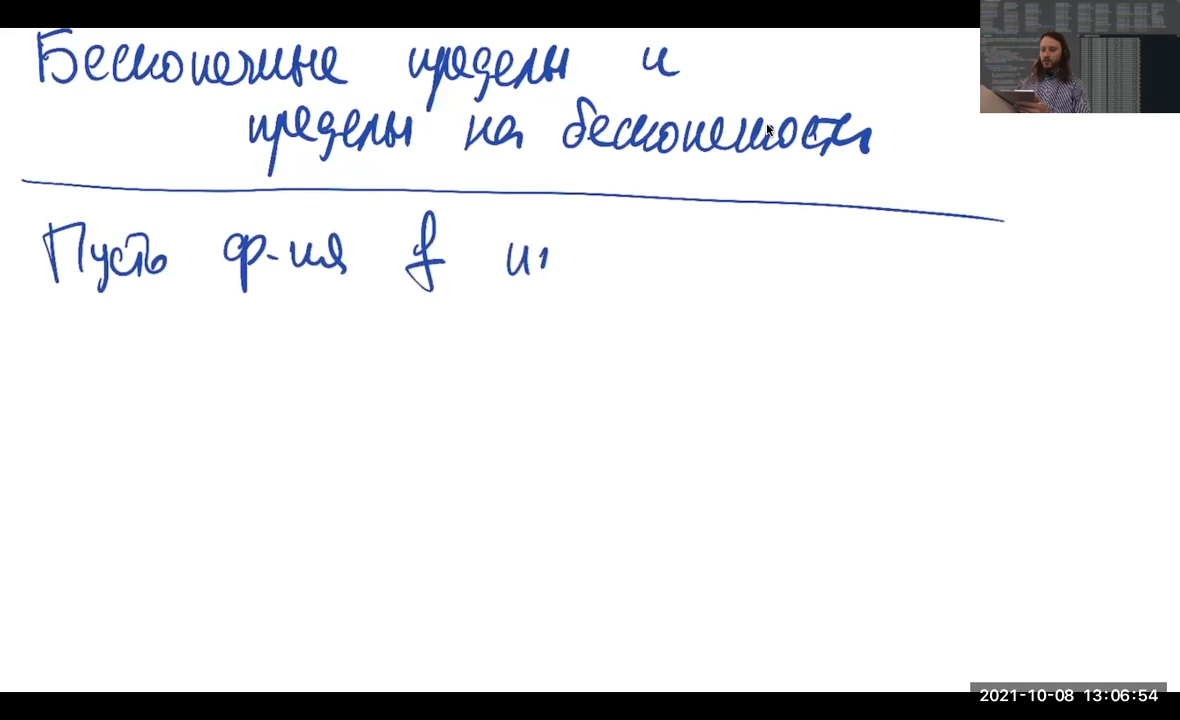 Бесконечные пределы и
пределы на бесконечности
Пусть ф-ия f
2021-10-08 13:06:54